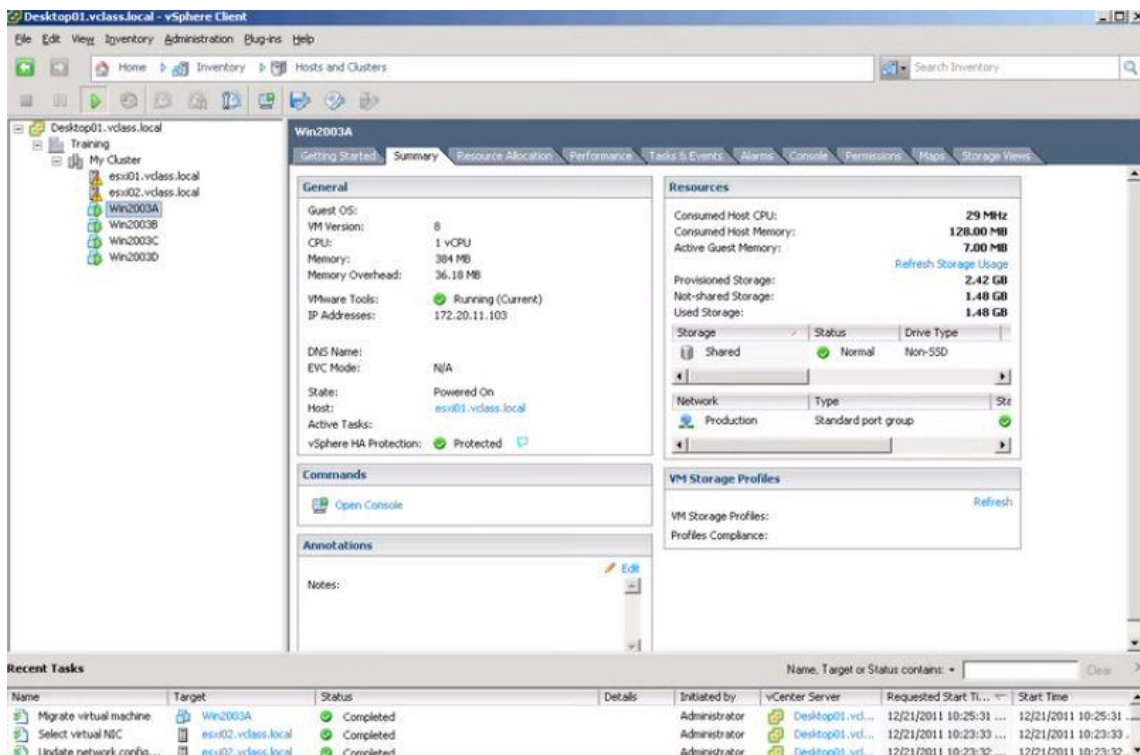 Desktop01.vclass.local - vSphere Client
File Edit View Inventory Administration Plug-ins Help
Home Inventory Hosts and Clusters
Search Inventory
Desktop01.vclass.local
Training
My Cluster
esxi01.vclass.local
esxi02.vclass.local
Win2003A
Win2003B
Win2003C
Win2003D
Win2003A
Getting Started Summary Resource Allocation Performance Tasks & Events Alarms Console Permissions Maps Storage Views
General
Guest OS:
VM Version: 8
CPU: 1 vCPU
Memory: 384 MB
Memory Overhead: 36.18 MB
VMware Tools: Running (Current)
IP Addresses: 172.20.11.103
DNS Name:
EVC Mode: N/A
State: Powered On
Host: esxi01.vclass.local
Active Tasks:
vSphere HA Protection: Protected
Commands
Open Console
Annotations
Edit
Notes:
Resources
Consumed Host CPU: 29 MHz
Consumed Host Memory: 128.00 MB
Active Guest Memory: 7.00 MB
Refresh Storage Usage
Provisioned Storage: 2.42 GB
Not-shared Storage: 1.48 GB
Used Storage: 1.48 GB
Storage Status Drive Type
Shared Normal Non-SSD
Network Type Sta
Production Standard port group
VM Storage Profiles
Refresh
VM Storage Profiles:
Profiles Compliance:
Recent Tasks
Name, Target or Status contains: Clear
Name Target Status Details Initiated by vCenter Server Requested Start Ti... Start Time
Migrate virtual machine Win2003A Completed Administrator Desktop01.vcl... 12/21/2011 10:25:31 ... 12/21/2011 10:25:31 ...
Select virtual NIC esxi02.vclass.local Completed Administrator Desktop01.vcl... 12/21/2011 10:23:33 ... 12/21/2011 10:23:33 .
Update network config... esxi02.vclass.local Completed Administrator Desktop01.vcl... 12/21/2011 10:23:32 ... 12/21/2011 10:23:32